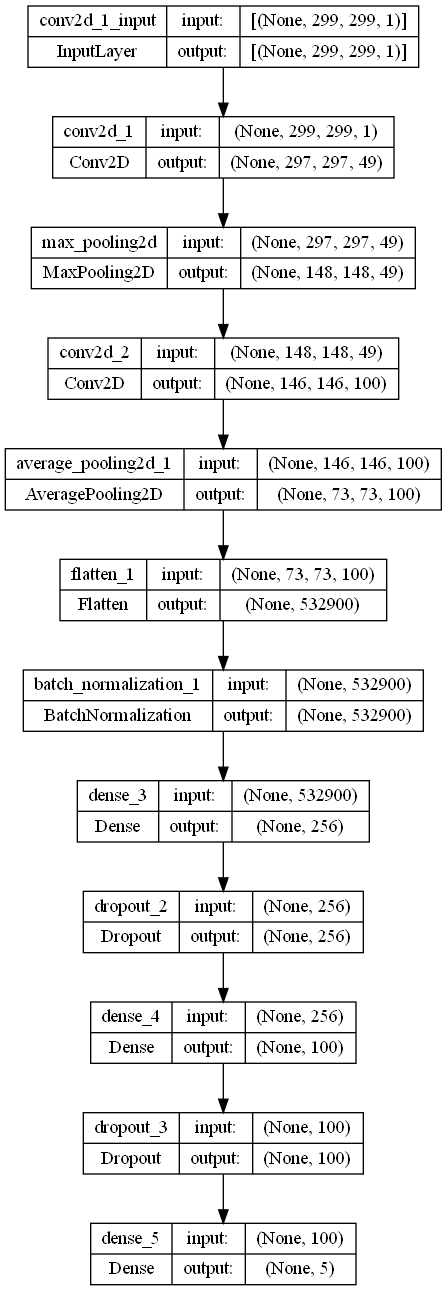 conv2d_1_input input: [(None, 299, 299, 1)]
InputLayer output: [(None, 299, 299, 1)]
conv2d_1 input: (None, 299, 299, 1)
Conv2D output: (None, 297, 297, 49)
max_pooling2d input: (None, 297, 297, 49)
MaxPooling2D output: (None, 148, 148, 49)
conv2d_2 input: (None, 148, 148, 49)
Conv2D output: (None, 146, 146, 100)
average_pooling2d_1 input: (None, 146, 146, 100)
AveragePooling2D output: (None, 73, 73, 100)
flatten_1 input: (None, 73, 73, 100)
Flatten output: (None, 532900)
batch_normalization_1 input: (None, 532900)
BatchNormalization output: (None, 532900)
dense_3 input: (None, 532900)
Dense output: (None, 256)
dropout_2 input: (None, 256)
Dropout output: (None, 256)
dense_4 input: (None, 256)
Dense output: (None, 100)
dropout_3 input: (None, 100)
Dropout output: (None, 100)
dense_5 input: (None, 100)
Dense output: (None, 5)